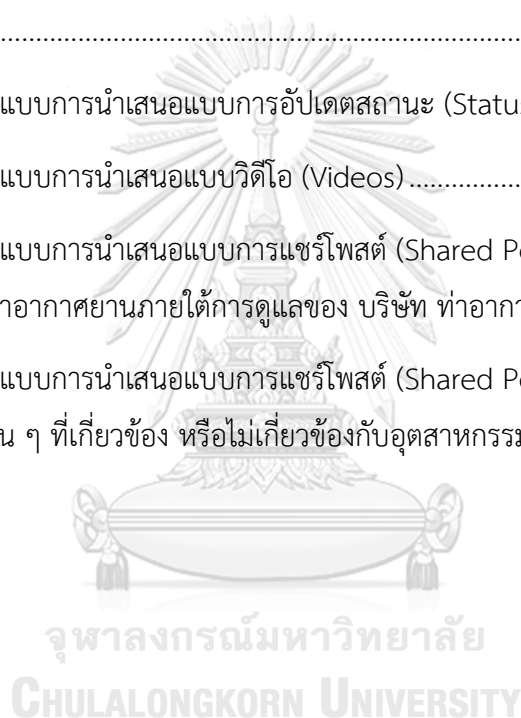 ...............................................................................................
แบบการนำเสนอแบบการอัปเดตสถานะ (Statu
แบบการนำเสนอแบบวิดีโอ (Videos)..................
แบบการนำเสนอแบบการแชร์โพสต์ (Shared P
าอากาศยานภายใต้การดูแลของ บริษัท ท่าอากา
แบบการนำเสนอแบบการแชร์โพสต์ (Shared P
น ๆ ที่เกี่ยวข้อง หรือไม่เกี่ยวข้องกับอุตสาหกรรม
จุฬาลงกรณ์มหาวิทยาลัย
CHULALONGKORN UNIVERSITY